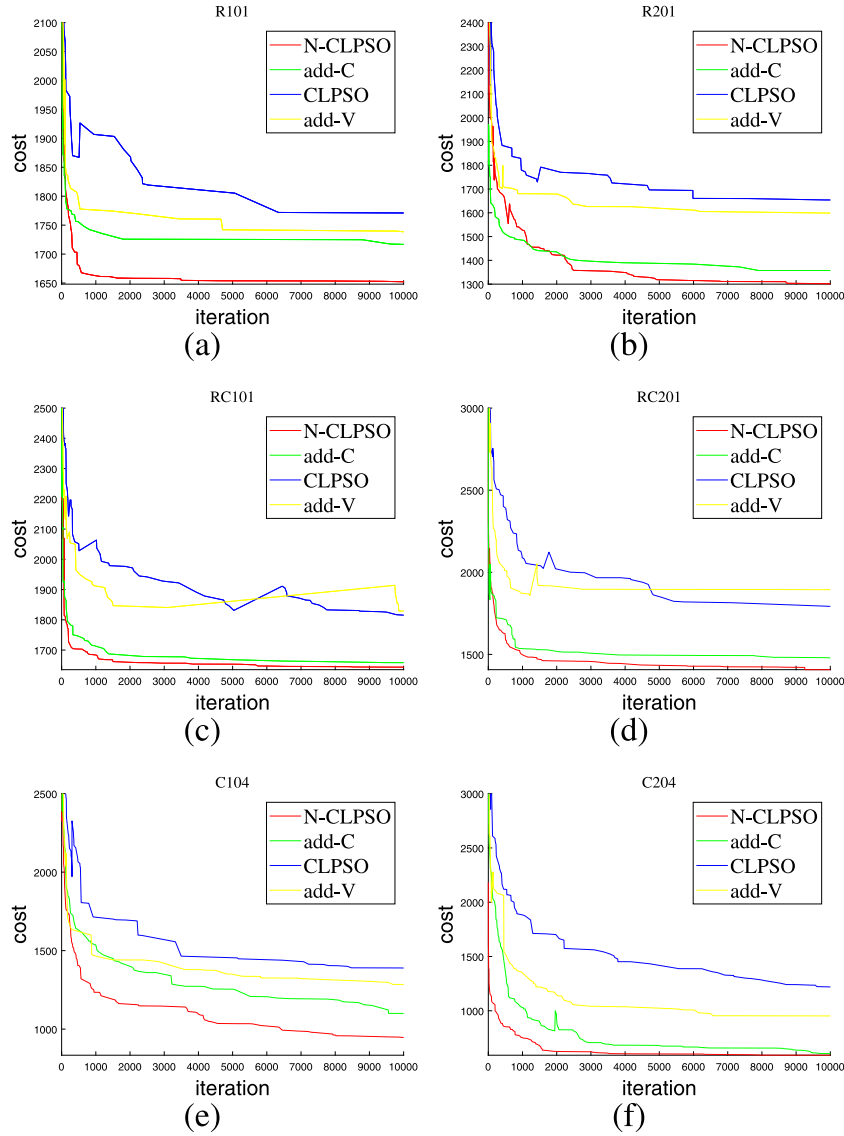 R101
2100
2050
2000
1950
1900
1850
1800
1750
1700
1650
cost
0 1000 2000 3000 4000 5000 6000 7000 8000 9000 10000
iteration
N-CLPSO
add-C
CLPSO
add-V
(a)
R201
2400
2300
2200
2100
2000
1900
1800
1700
1600
1500
1400
1300
cost
0 1000 2000 3000 4000 5000 6000 7000 8000 9000 10000
iteration
N-CLPSO
add-C
CLPSO
add-V
(b)
RC101
2500
2400
2300
2200
2100
2000
1900
1800
1700
cost
0 1000 2000 3000 4000 5000 6000 7000 8000 9000 10000
iteration
N-CLPSO
add-C
CLPSO
add-V
(c)
RC201
3000
2500
2000
1500
cost
0 1000 2000 3000 4000 5000 6000 7000 8000 9000 10000
iteration
N-CLPSO
add-C
CLPSO
add-V
(d)
C104
2500
2000
1500
1000
cost
0 1000 2000 3000 4000 5000 6000 7000 8000 9000 10000
iteration
N-CLPSO
add-C
CLPSO
add-V
(e)
C204
3000
2500
2000
1500
1000
cost
0 1000 2000 3000 4000 5000 6000 7000 8000 9000 10000
iteration
N-CLPSO
add-C
CLPSO
add-V
(f)